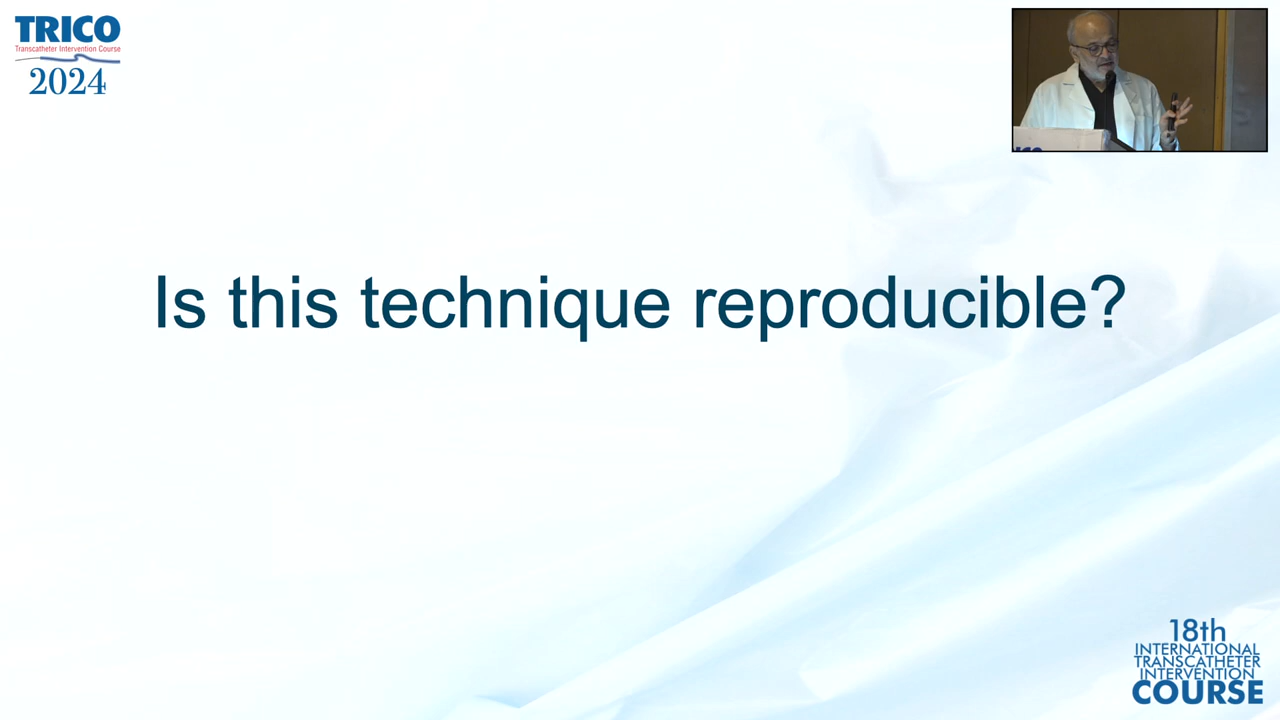 TRICO
Transcatheter Intervention Course
2024
Is this technique reproducible?
18th
INTERNATIONAL
TRANSCATHETER
INTERVENTION
COURSE